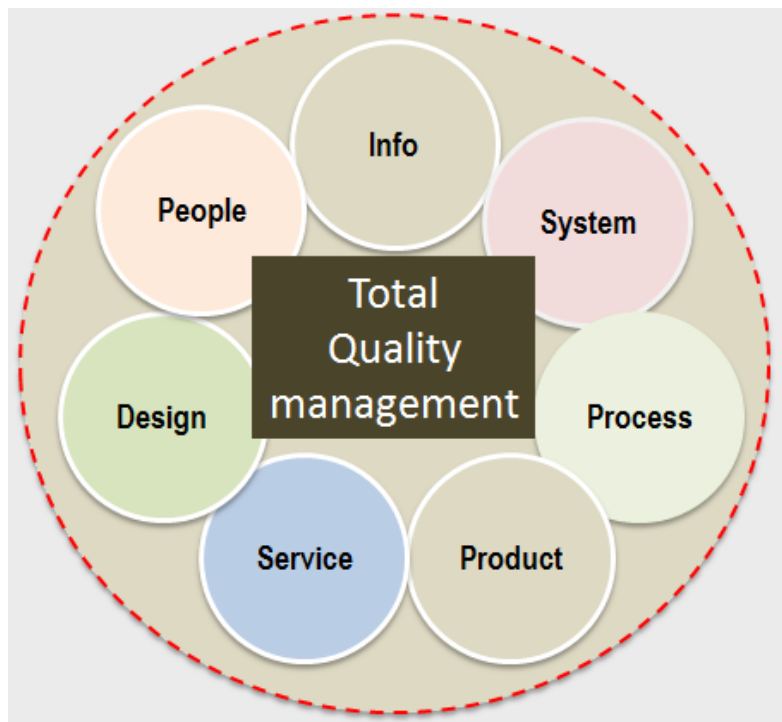 Info
People
System
Total
Quality
management
Design
Process
Service
Product